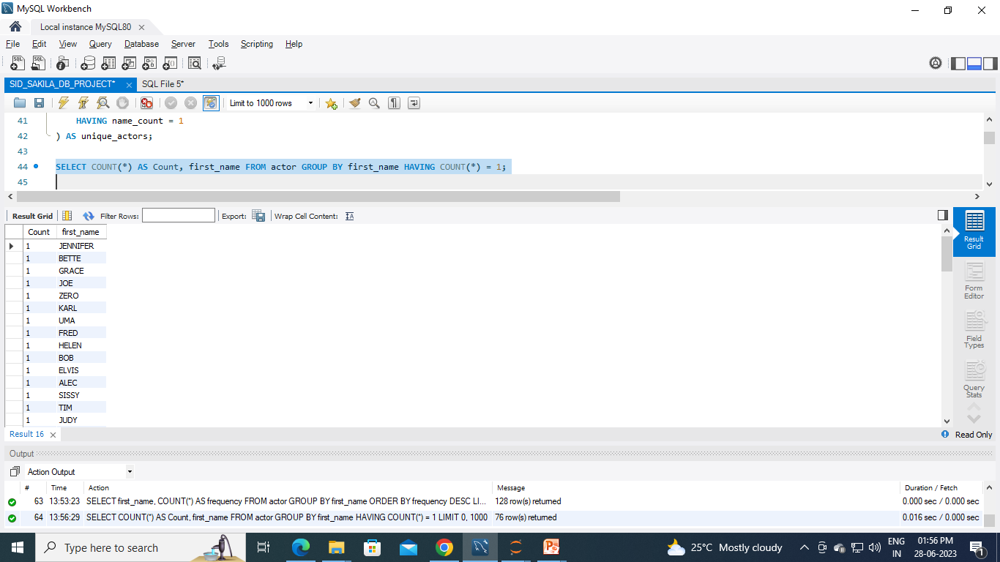 MySQL Workbench
Local instance MySQL80
File Edit View Query Database Server Tools Scripting Help
SID_SAKILA_DB_PROJECT* SQL File 5*
Limit to 1000 rows
41 HAVING name_count = 1
42 ) AS unique_actors;
43
44 SELECT COUNT(*) AS Count, first_name FROM actor GROUP BY first_name HAVING COUNT(*) = 1;
45
Result Grid Filter Rows: Export: Wrap Cell Content:
Count first_name
1 JENNIFER
1 BETTE
1 GRACE
1 JOE
1 ZERO
1 KARL
1 UMA
1 FRED
1 HELEN
1 BOB
1 ELVIS
1 ALEC
1 SISSY
1 TIM
1 JUDY
Result
Grid
Form
Editor
Field
Types
Query
Stats
Result 16 Read Only
Output
Action Output
# Time Action Message Duration / Fetch
63 13:53:23 SELECT first_name, COUNT(*) AS frequency FROM actor GROUP BY first_name ORDER BY frequency DESC LI... 128 row(s) returned 0.000 sec / 0.000 sec
64 13:56:29 SELECT COUNT(*) AS Count, first_name FROM actor GROUP BY first_name HAVING COUNT(*) = 1 LIMIT 0, 1000 76 row(s) returned 0.016 sec / 0.000 sec
Type here to search 25°C Mostly cloudy ENG 01:56 PM
IN 28-06-2023 1